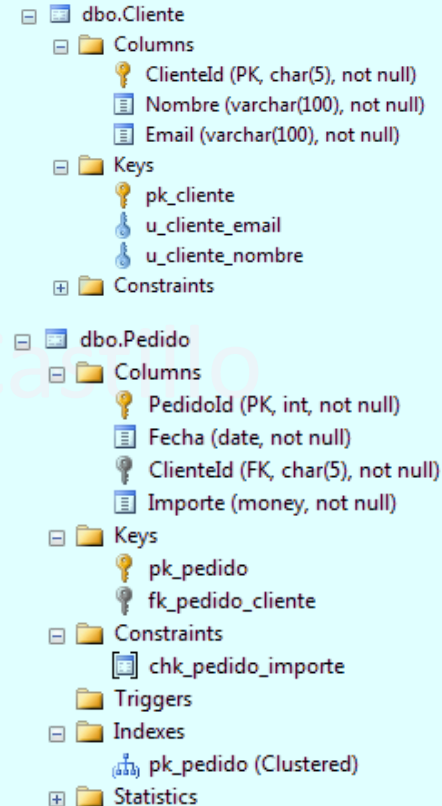 dbo.Cliente
Columns
ClienteId (PK, char(5), not null)
Nombre (varchar(100), not null)
Email (varchar(100), not null)
Keys
pk_cliente
u_cliente_email
u_cliente_nombre
Constraints
dbo.Pedido
Columns
PedidoId (PK, int, not null)
Fecha (date, not null)
ClienteId (FK, char(5), not null)
Importe (money, not null)
Keys
pk_pedido
fk_pedido_cliente
Constraints
chk_pedido_importe
Triggers
Indexes
pk_pedido (Clustered)
Statistics